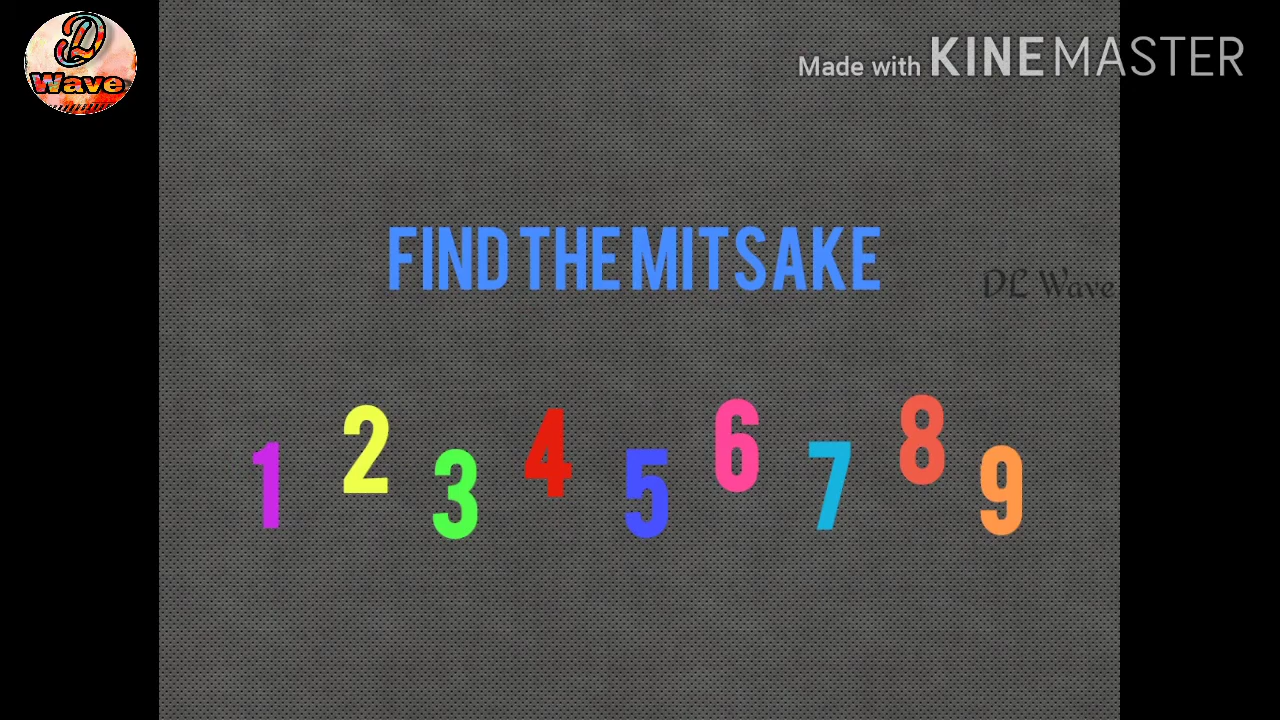 D
Wave
Made with KINEMASTER
FIND THE MITSAKE
DL Wave
1 2 3 4 5 6 7 8 9